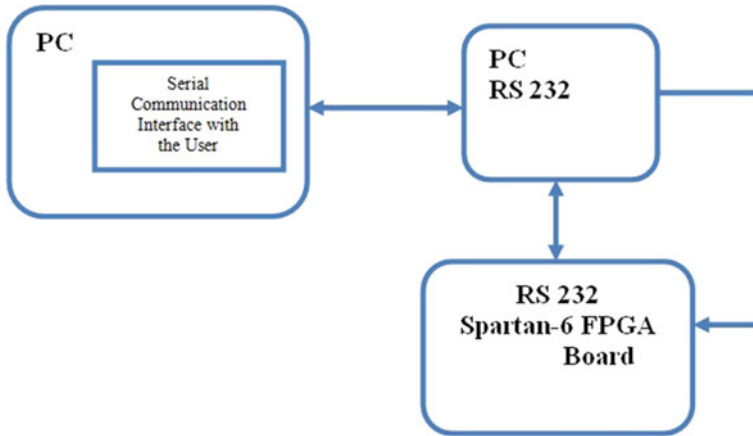 PC
Serial
Communication
Interface with
the User
PC
RS 232
RS 232
Spartan-6 FPGA
Board